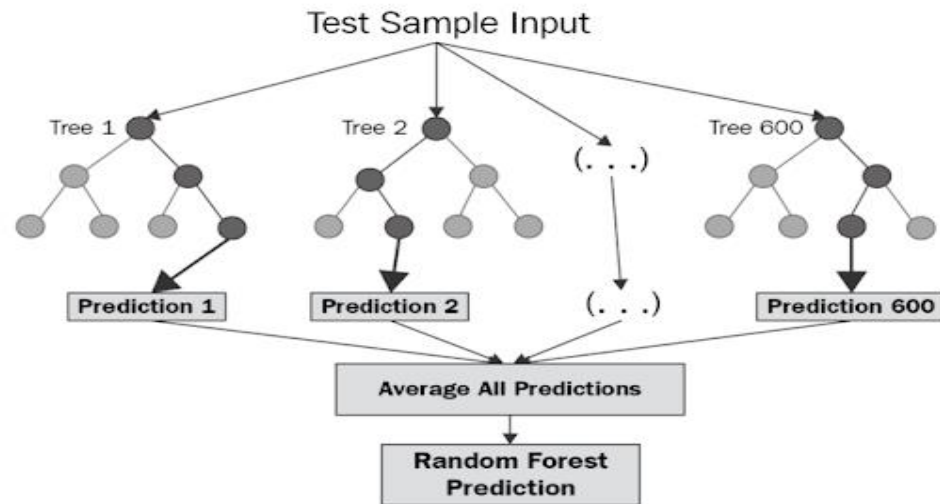 Test Sample Input
Tree 1
Tree 2
(. . .)
Tree 600
Prediction 1
Prediction 2
(. . .)
Prediction 600
Average All Predictions
Random Forest
Prediction